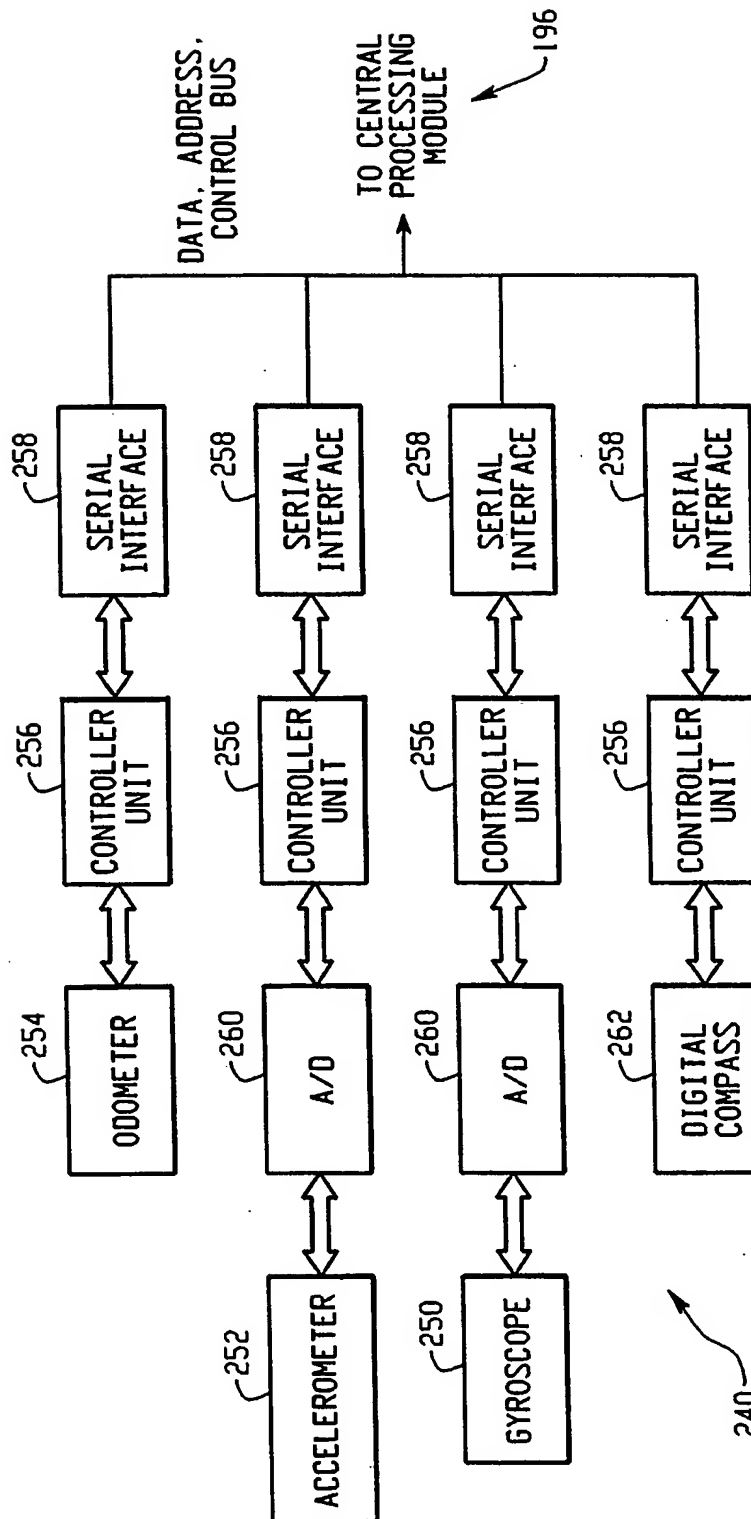 254
ODOMETER
256
CONTROLLER
UNIT
258
SERIAL
INTERFACE
DATA, ADDRESS,
CONTROL BUS
252
ACCELEROMETER
260
A/D
256
CONTROLLER
UNIT
258
SERIAL
INTERFACE
TO CENTRAL
PROCESSING
MODULE
196
250
GYROSCOPE
260
A/D
256
CONTROLLER
UNIT
258
SERIAL
INTERFACE
262
DIGITAL
COMPASS
256
CONTROLLER
UNIT
258
SERIAL
INTERFACE
240